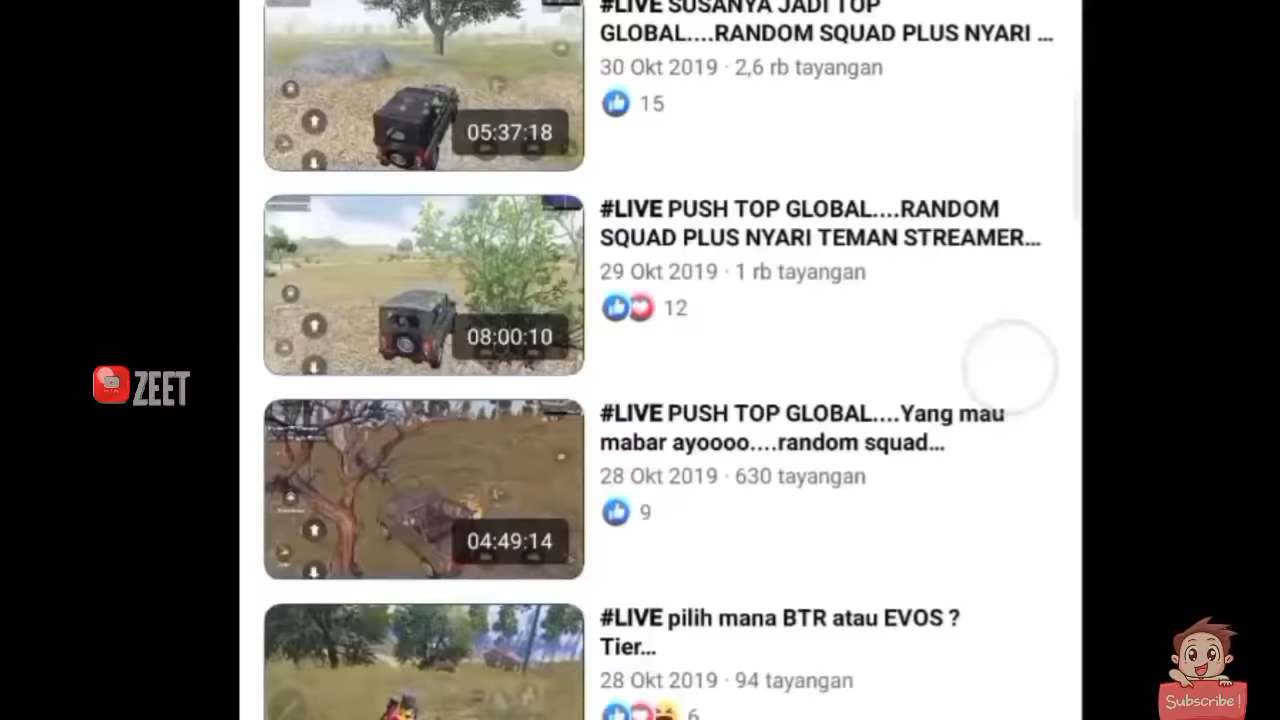 #LIVE SUSANYA JADI TOP
GLOBAL....RANDOM SQUAD PLUS NYARI ...
30 Okt 2019 · 2,6 rb tayangan
15
05:37:18
#LIVE PUSH TOP GLOBAL....RANDOM
SQUAD PLUS NYARI TEMAN STREAMER...
29 Okt 2019 · 1 rb tayangan
12
08:00:10
ZEET
#LIVE PUSH TOP GLOBAL....Yang mau
mabar ayoooo....random squad...
28 Okt 2019 · 630 tayangan
9
04:49:14
#LIVE pilih mana BTR atau EVOS ?
Tier...
28 Okt 2019 · 94 tayangan
6
Subscribe!